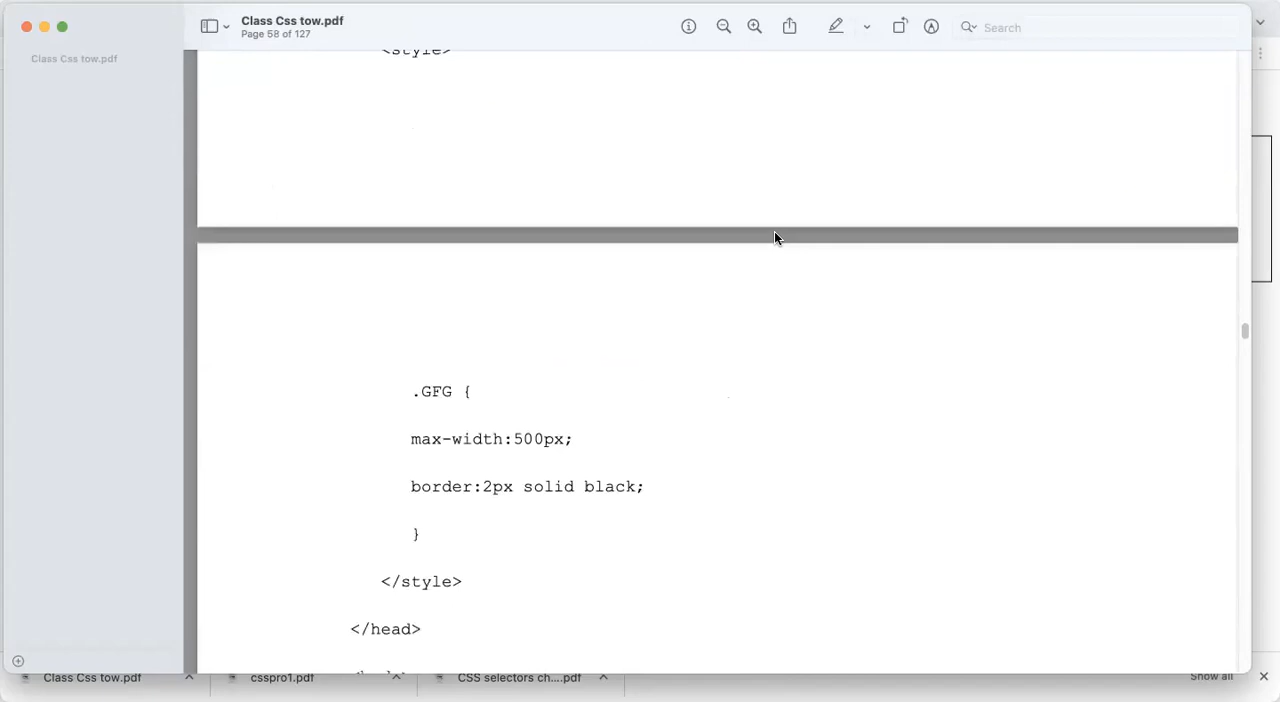 Class Css tow.pdf
Page 58 of 127
Search
Class Css tow.pdf
<style>
.GFG {
max-width:500px;
border:2px solid black;
}
</style>
</head>
Class Css tow.pdf
csspro1.pdf
CSS selectors ch....pdf
Show all